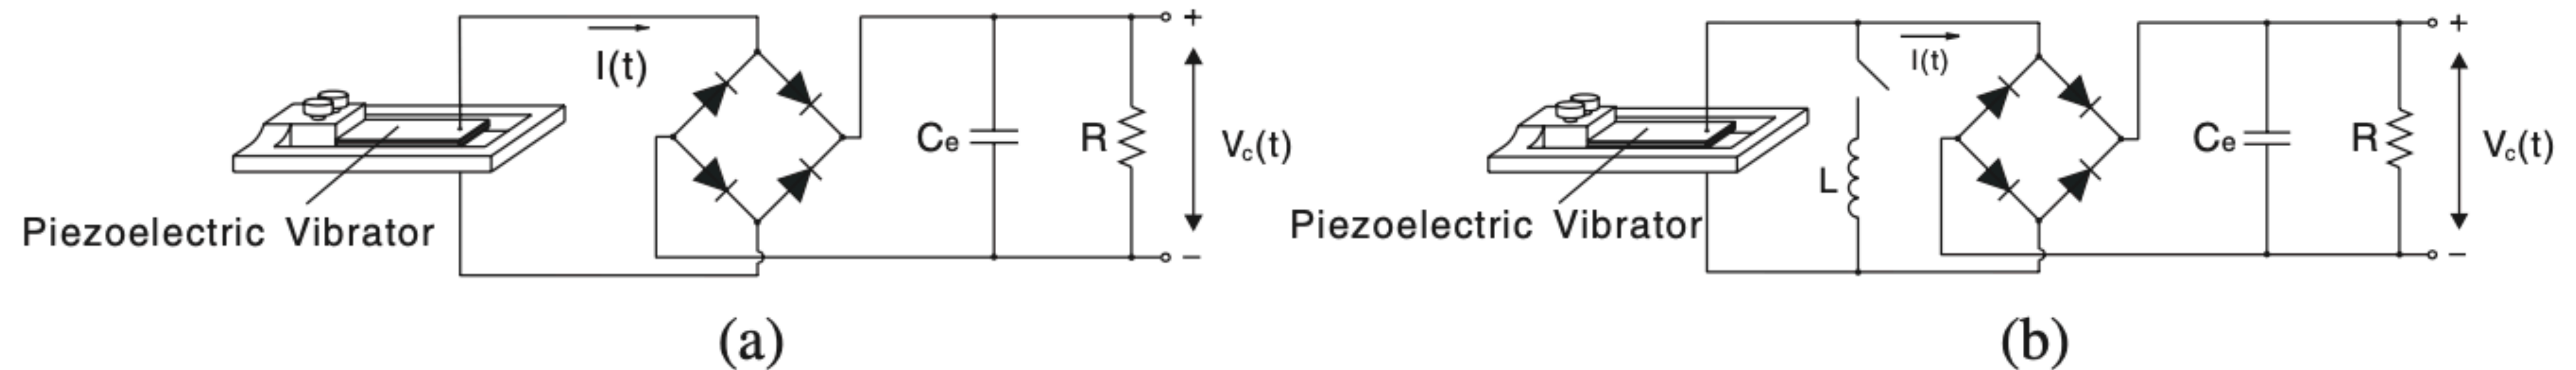 I(t)
Piezoelectric Vibrator
Ce
R
+
Vc(t)
−
(a)
I(t)
Piezoelectric Vibrator
L
Ce
R
+
Vc(t)
−
(b)